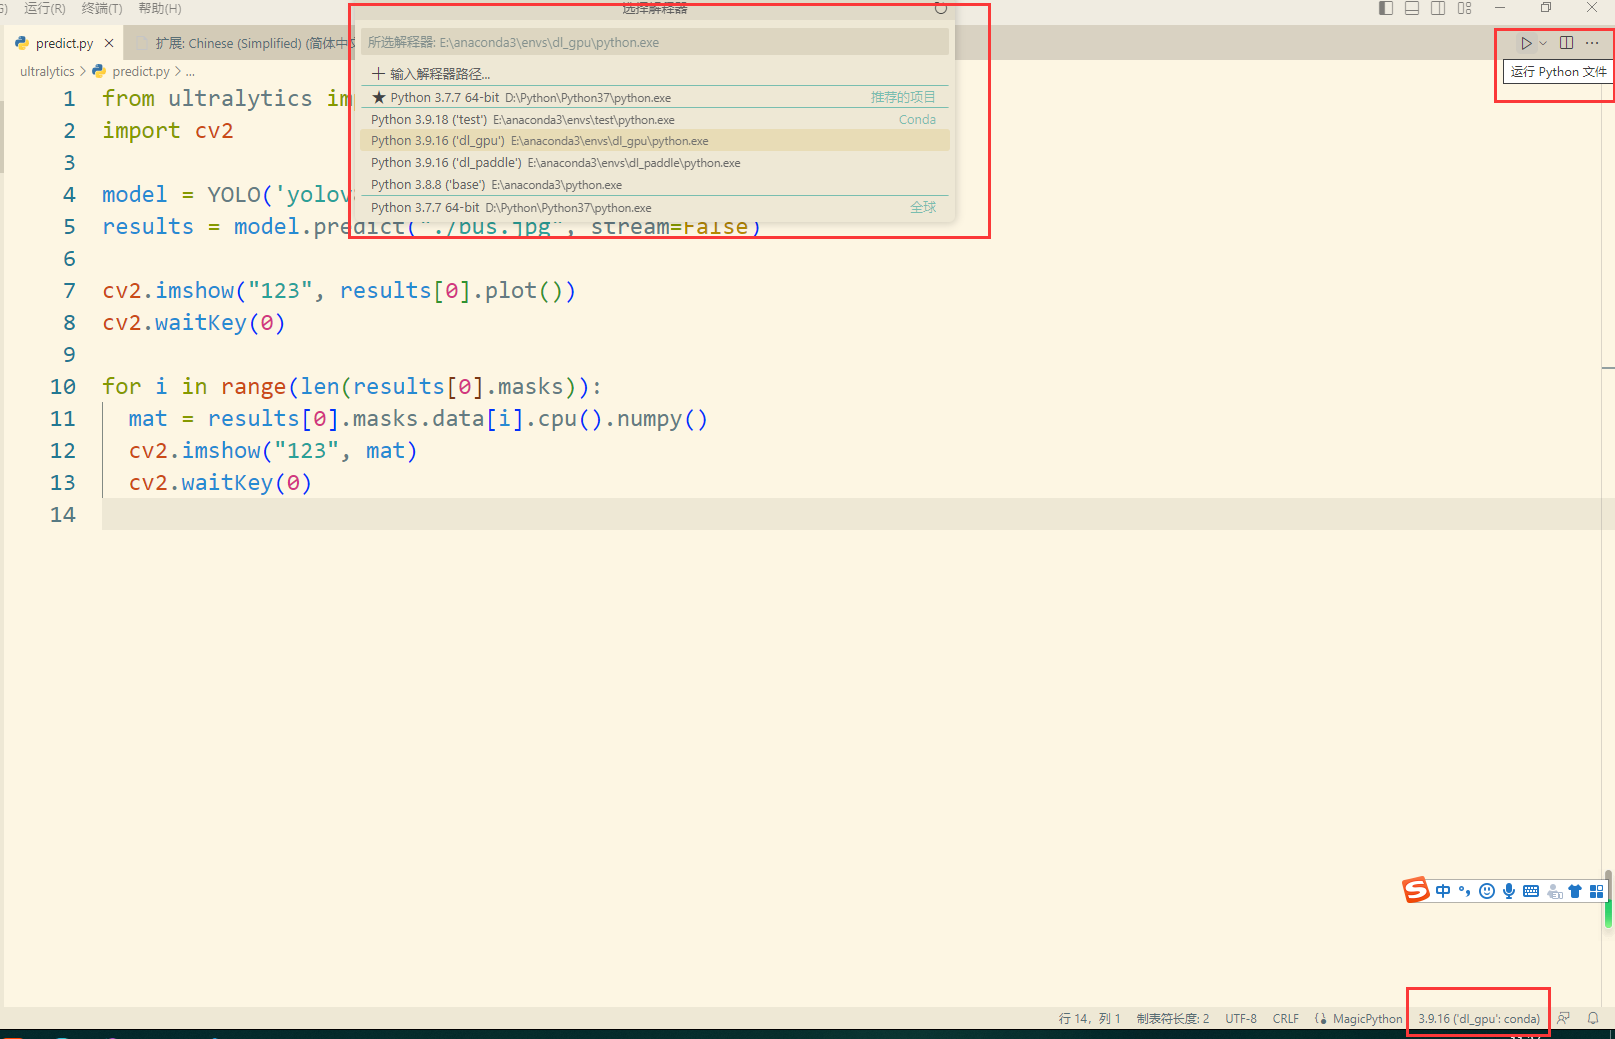 运行(R) 终端(T) 帮助(H)
选择解释器
predict.py
扩展: Chinese (Simplified) (简体中文
所选解释器: E:\anaconda3\envs\dl_gpu\python.exe
运行 Python 文件
ultralytics > predict.py > ...
输入解释器路径...
★ Python 3.7.7 64-bit D:\Python\Python37\python.exe 推荐的项目
Python 3.9.18 ('test') E:\anaconda3\envs\test\python.exe Conda
Python 3.9.16 ('dl_gpu') E:\anaconda3\envs\dl_gpu\python.exe
Python 3.9.16 ('dl_paddle') E:\anaconda3\envs\dl_paddle\python.exe
Python 3.8.8 ('base') E:\anaconda3\python.exe
Python 3.7.7 64-bit D:\Python\Python37\python.exe 全球
1 from ultralytics im
2 import cv2
3
4 model = YOLO('yolov
5 results = model.predict("./bus.jpg", stream=False)
6
7 cv2.imshow("123", results[0].plot())
8 cv2.waitKey(0)
9
10 for i in range(len(results[0].masks)):
11 mat = results[0].masks.data[i].cpu().numpy()
12 cv2.imshow("123", mat)
13 cv2.waitKey(0)
14
中
行 14, 列 1 制表符长度: 2 UTF-8 CRLF MagicPython 3.9.16 ('dl_gpu': conda)